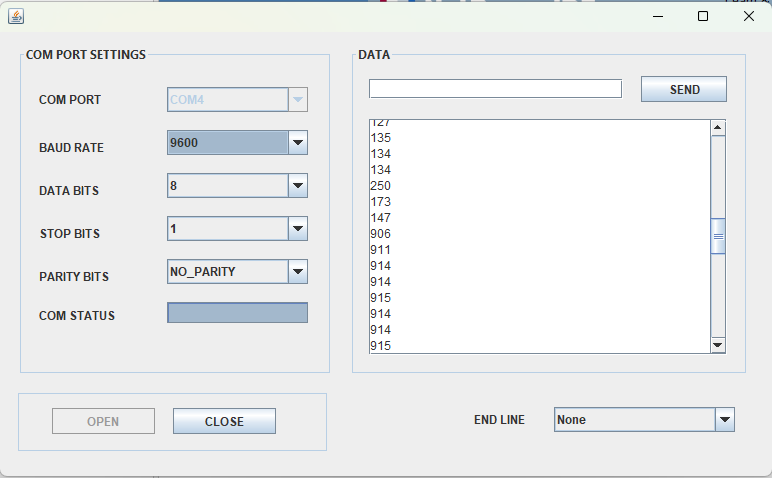 COM PORT SETTINGS
COM PORT
COM4
BAUD RATE
9600
DATA BITS
8
STOP BITS
1
PARITY BITS
NO_PARITY
COM STATUS
OPEN
CLOSE
DATA
SEND
127
135
134
134
250
173
147
906
911
914
914
915
914
914
915
END LINE
None